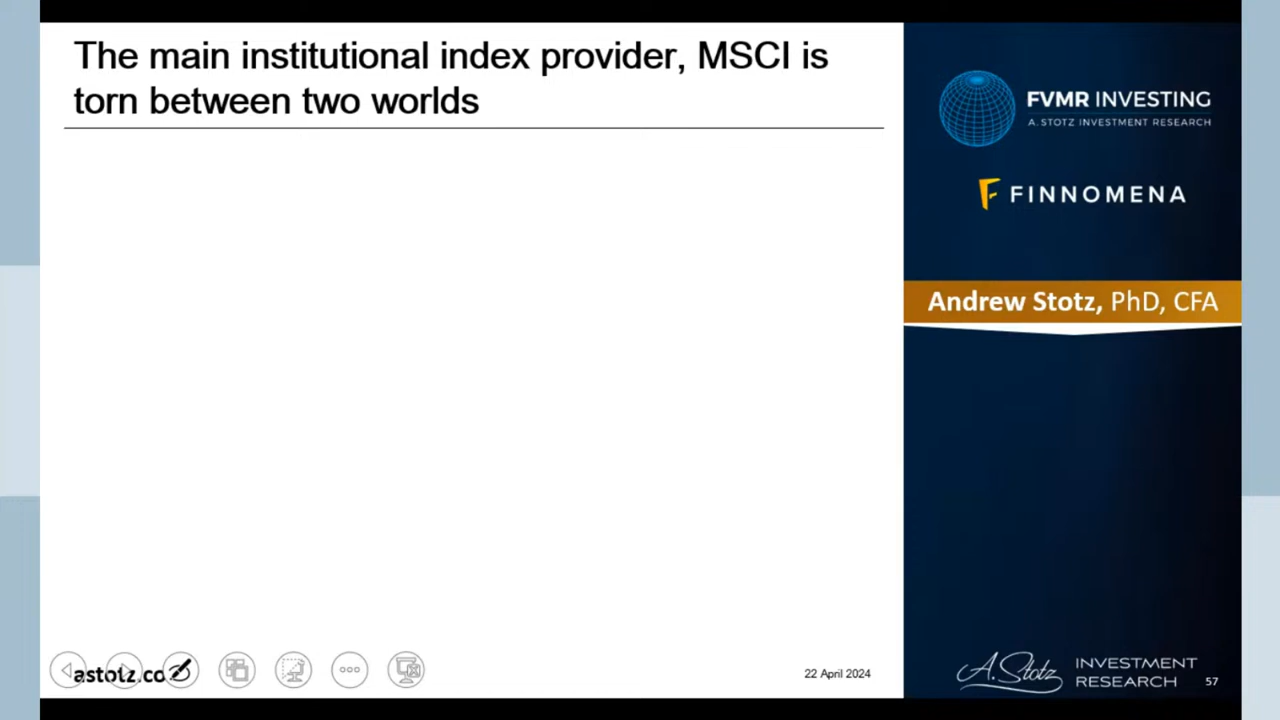 The main institutional index provider, MSCI is
torn between two worlds
FVMR INVESTING
A. STOTZ INVESTMENT RESEARCH
FINNOMENA
Andrew Stotz, PhD, CFA
astotz.co
22 April 2024
A. Stotz
INVESTMENT
RESEARCH
57